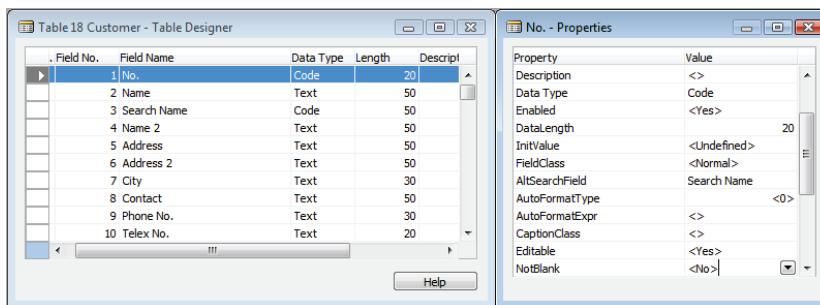 Table 18 Customer - Table Designer
. Field No. Field Name Data Type Length Descript
1 No. Code 20
2 Name Text 50
3 Search Name Code 50
4 Name 2 Text 50
5 Address Text 50
6 Address 2 Text 50
7 City Text 30
8 Contact Text 50
9 Phone No. Text 30
10 Telex No. Text 20
Help
No. - Properties
Property Value
Description <>
Data Type Code
Enabled <Yes>
DataLength 20
InitValue <Undefined>
FieldClass <Normal>
AltSearchField Search Name
AutoFormatType <0>
AutoFormatExpr <>
CaptionClass <>
Editable <Yes>
NotBlank <No>